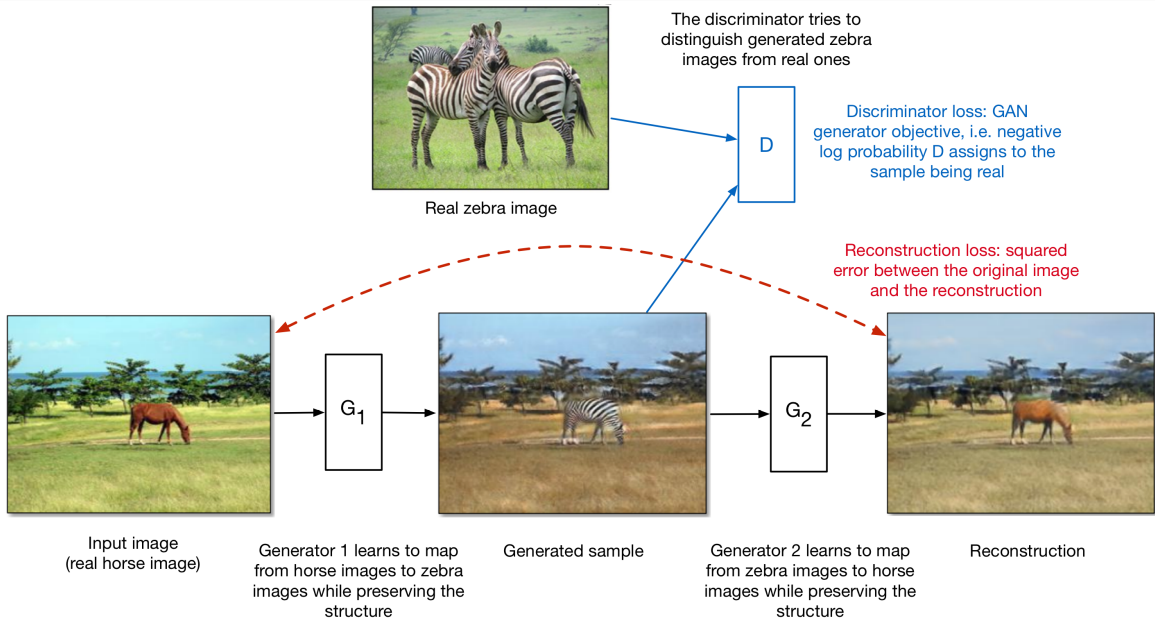 The discriminator tries to
distinguish generated zebra
images from real ones
D
Discriminator loss: GAN
generator objective, i.e. negative
log probability D assigns to the
sample being real
Real zebra image
Reconstruction loss: squared
error between the original image
and the reconstruction
G1
G2
Input image
(real horse image)
Generator 1 learns to map
from horse images to zebra
images while preserving the
structure
Generated sample
Generator 2 learns to map
from zebra images to horse
images while preserving the
structure
Reconstruction